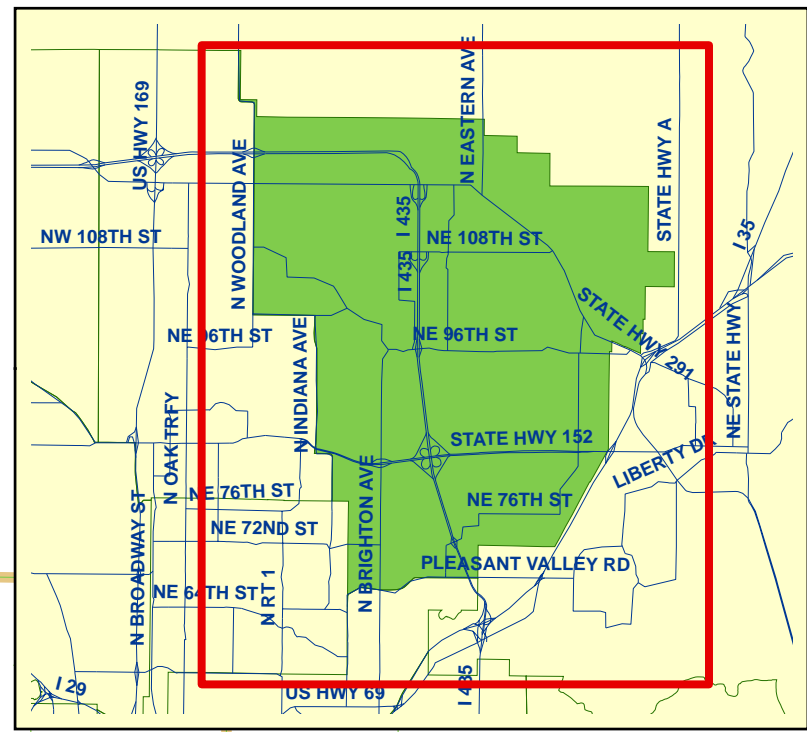 US HWY 169
N EASTERN AVE
STATE HWY A
N WOODLAND AVE
I 435
I 35
NW 108TH ST
NE 108TH ST
I 435
STATE HWY 291
NE STATE HWY
NE 96TH ST
NE 96TH ST
N INDIANA AVE
N OAK TRFY
STATE HWY 152
LIBERTY DR
NE 76TH ST
NE 76TH ST
N BRIGHTON AVE
NE 72ND ST
N BROADWAY ST
PLEASANT VALLEY RD
N RT 1
NE 64TH ST
I 29
US HWY 69
I 435